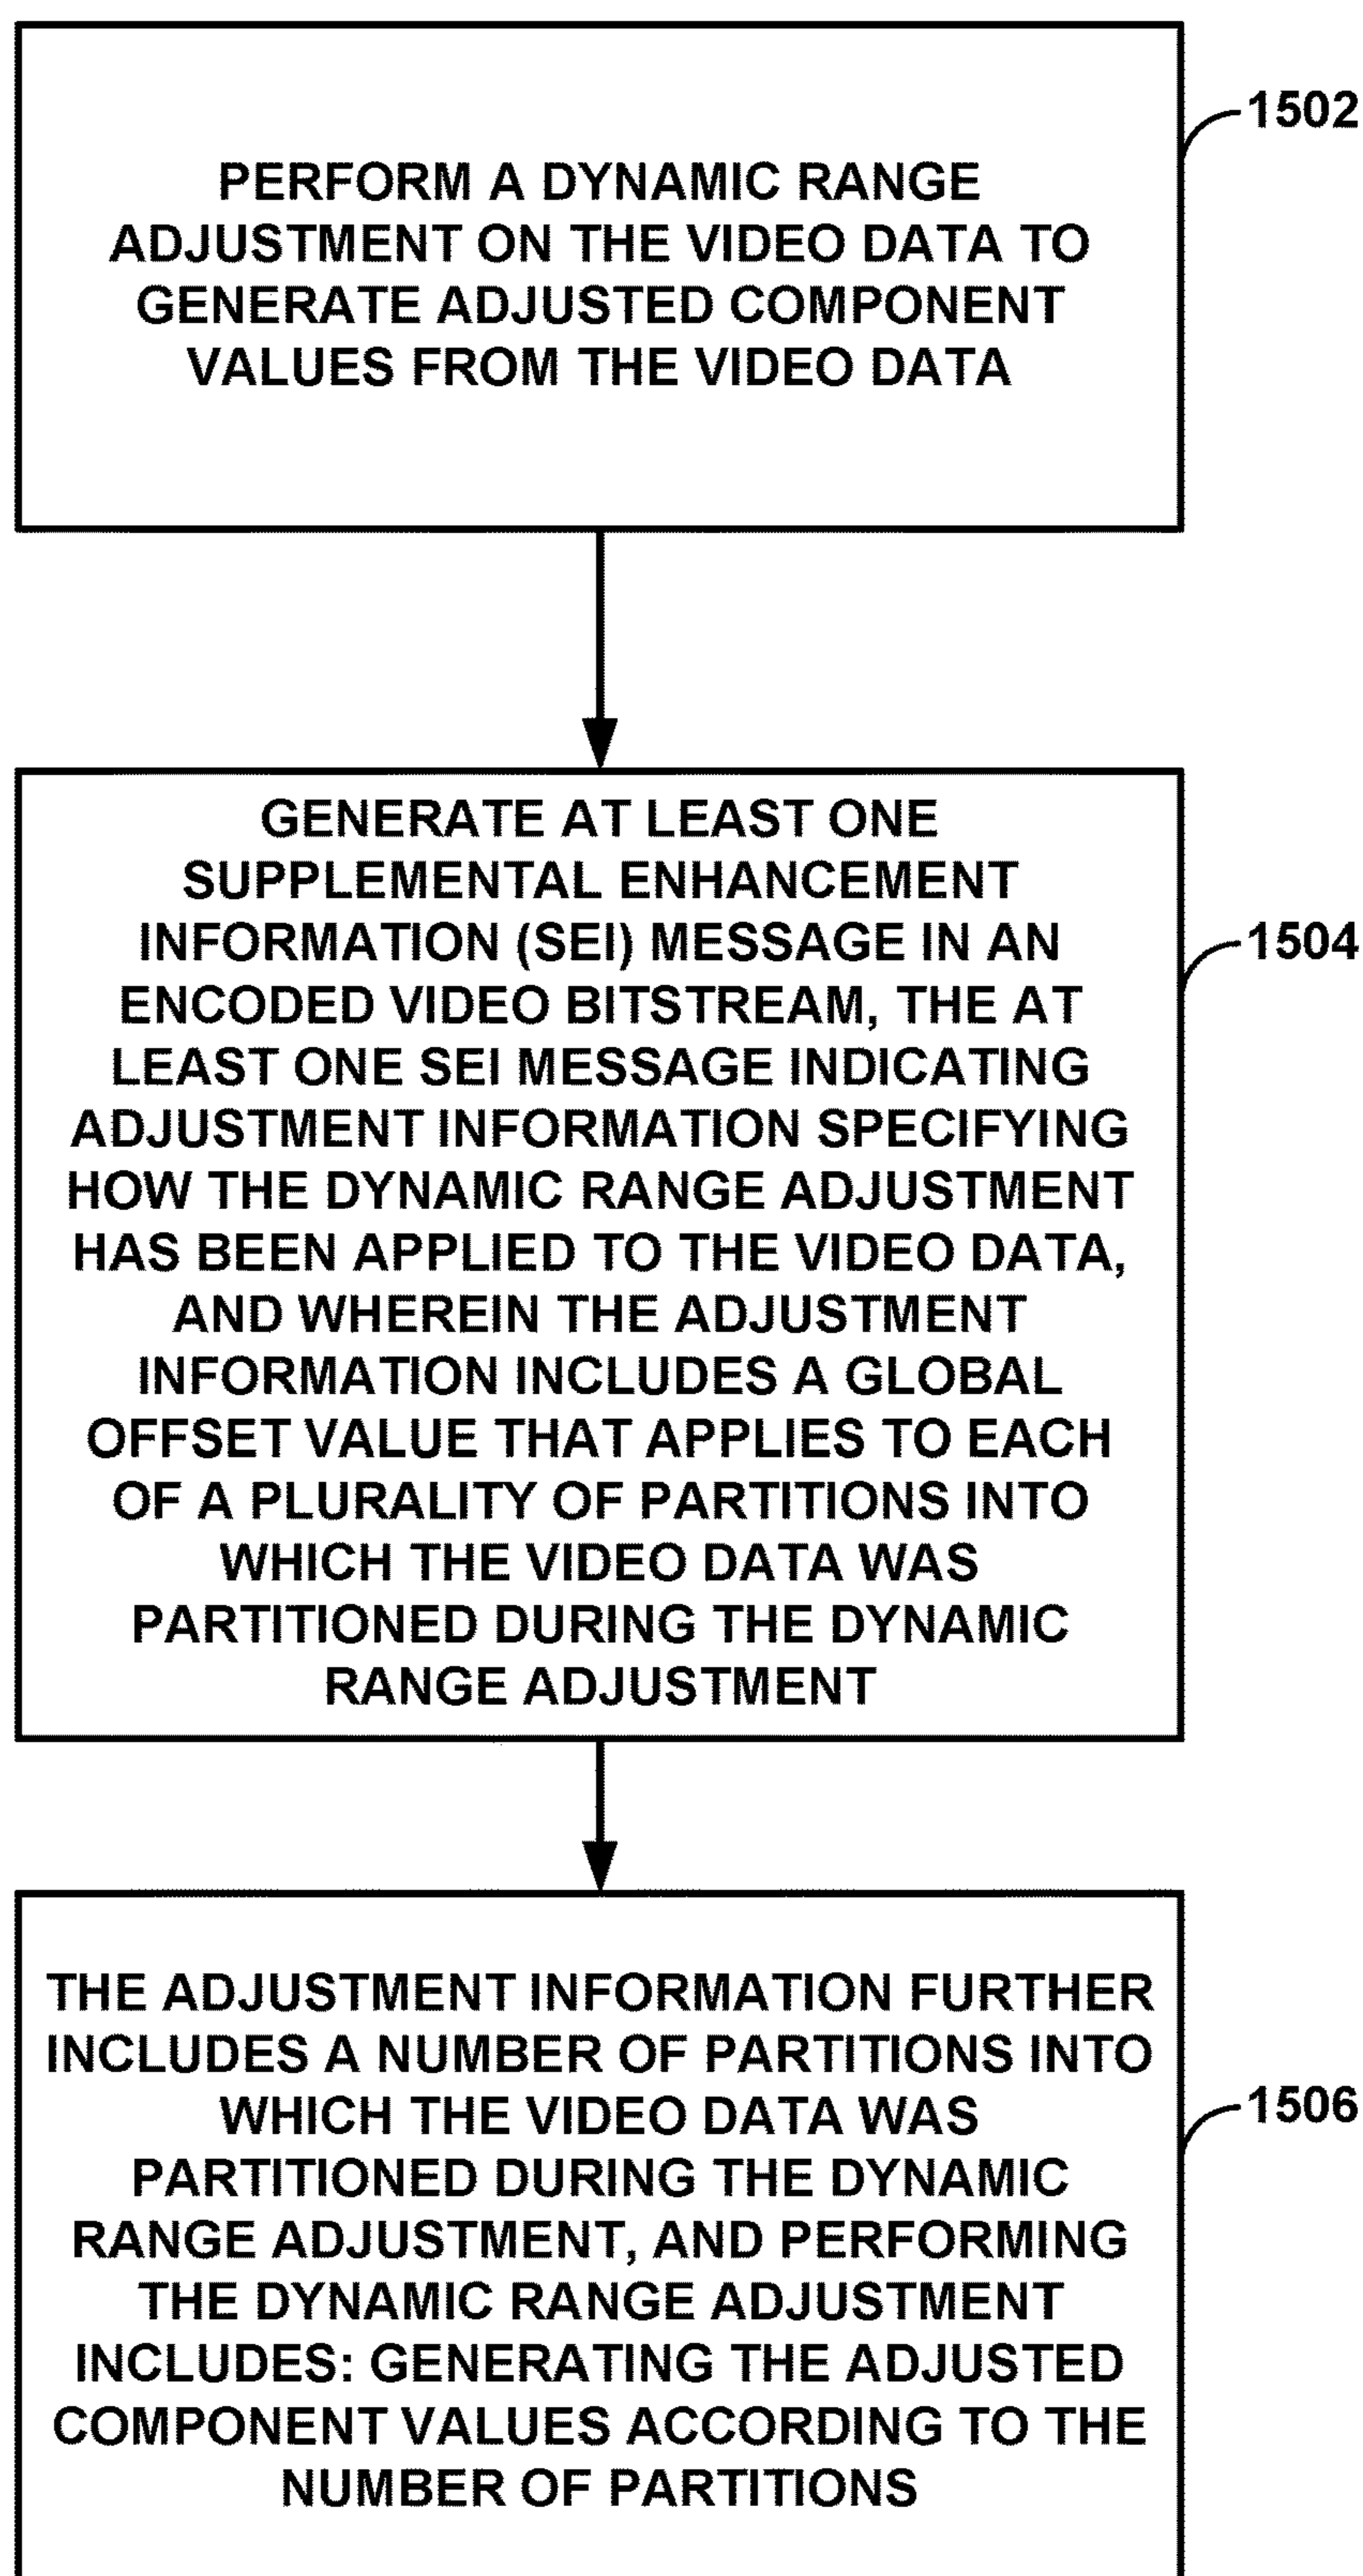 PERFORM A DYNAMIC RANGE
ADJUSTMENT ON THE VIDEO DATA TO
GENERATE ADJUSTED COMPONENT
VALUES FROM THE VIDEO DATA
1502
GENERATE AT LEAST ONE
SUPPLEMENTAL ENHANCEMENT
INFORMATION (SEI) MESSAGE IN AN
ENCODED VIDEO BITSTREAM, THE AT
LEAST ONE SEI MESSAGE INDICATING
ADJUSTMENT INFORMATION SPECIFYING
HOW THE DYNAMIC RANGE ADJUSTMENT
HAS BEEN APPLIED TO THE VIDEO DATA,
AND WHEREIN THE ADJUSTMENT
INFORMATION INCLUDES A GLOBAL
OFFSET VALUE THAT APPLIES TO EACH
OF A PLURALITY OF PARTITIONS INTO
WHICH THE VIDEO DATA WAS
PARTITIONED DURING THE DYNAMIC
RANGE ADJUSTMENT
1504
THE ADJUSTMENT INFORMATION FURTHER
INCLUDES A NUMBER OF PARTITIONS INTO
WHICH THE VIDEO DATA WAS
PARTITIONED DURING THE DYNAMIC
RANGE ADJUSTMENT, AND PERFORMING
THE DYNAMIC RANGE ADJUSTMENT
INCLUDES: GENERATING THE ADJUSTED
COMPONENT VALUES ACCORDING TO THE
NUMBER OF PARTITIONS
1506